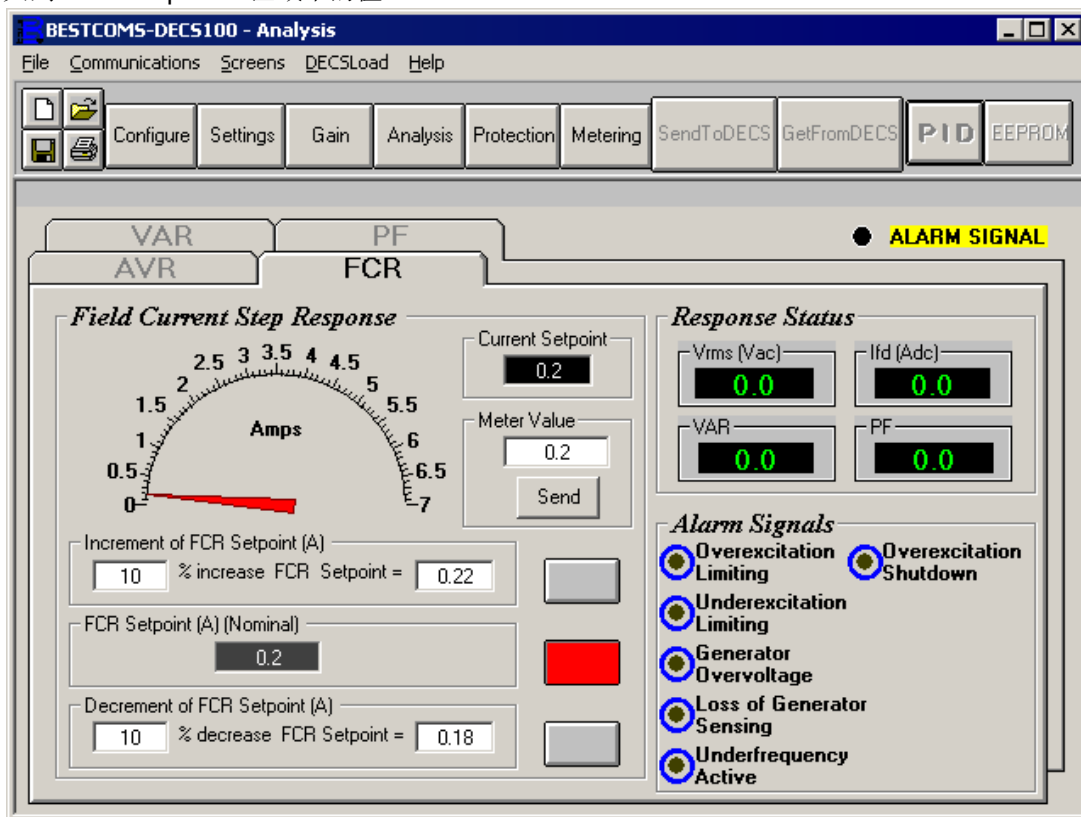 BESTCOMS-DECS100 - Analysis
File Communications Screens DECSLoad Help
Configure Settings Gain Analysis Protection Metering SendToDECS GetFromDECS PID EEPROM
VAR PF
ALARM SIGNAL
AVR FCR
Field Current Step Response
0 0.5 1 1.5 2 2.5 3 3.5 4 4.5 5 5.5 6 6.5 7
Amps
Current Setpoint
0.2
Meter Value
0.2
Send
Increment of FCR Setpoint (A)
10 % increase FCR Setpoint = 0.22
FCR Setpoint (A) (Nominal)
0.2
Decrement of FCR Setpoint (A)
10 % decrease FCR Setpoint = 0.18
Response Status
Vrms (Vac) Ifd (Adc)
0.0 0.0
VAR PF
0.0 0.0
Alarm Signals
Overexcitation Limiting
Overexcitation Shutdown
Underexcitation Limiting
Generator Overvoltage
Loss of Generator Sensing
Underfrequency Active